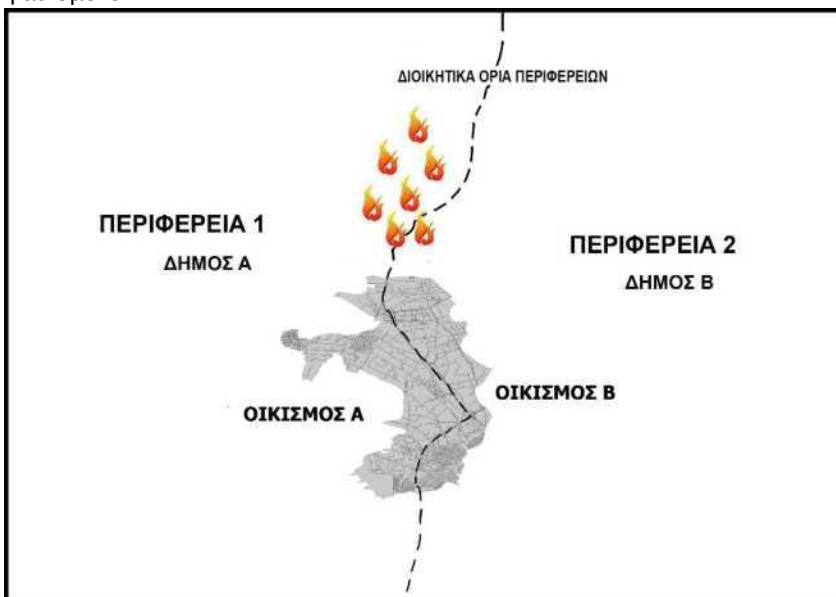 ΔΙΟΙΚΗΤΙΚΑ ΟΡΙΑ ΠΕΡΙΦΕΡΕΙΩΝ
ΠΕΡΙΦΕΡΕΙΑ 1
ΔΗΜΟΣ Α
ΠΕΡΙΦΕΡΕΙΑ 2
ΔΗΜΟΣ Β
ΟΙΚΙΣΜΟΣ Α
ΟΙΚΙΣΜΟΣ Β